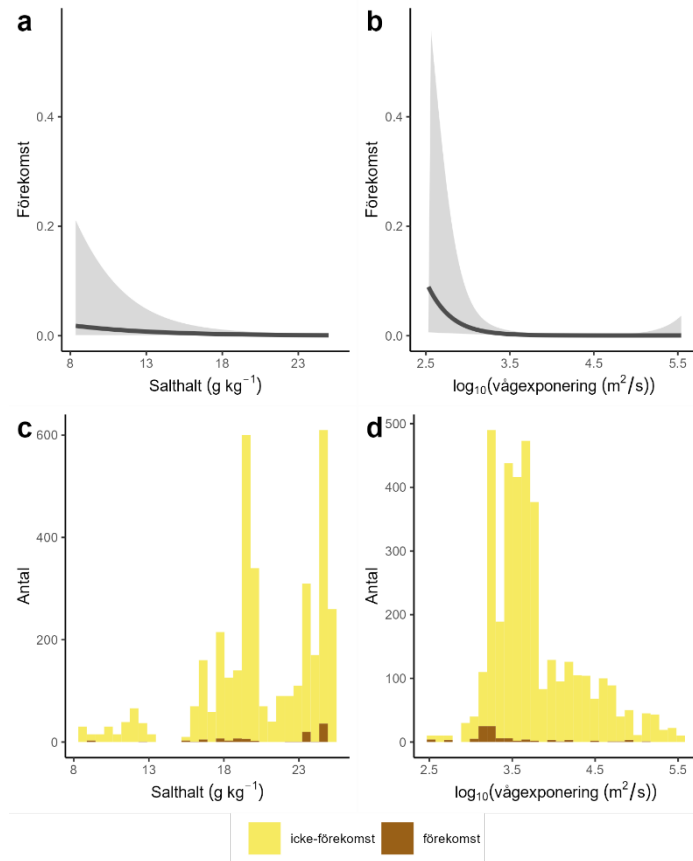 a
b
0.4
0.2
0.0
Förekomst
8
13
18
23
Salthalt (g kg⁻¹)
0.4
0.2
0.0
Förekomst
2.5
3.5
4.5
5.5
log₁₀(vågexponering (m²/s))
c
d
600
400
200
0
Antal
8
13
18
23
Salthalt (g kg⁻¹)
500
400
300
200
100
0
Antal
2.5
3.5
4.5
5.5
log₁₀(vågexponering (m²/s))
icke-förekomst
förekomst